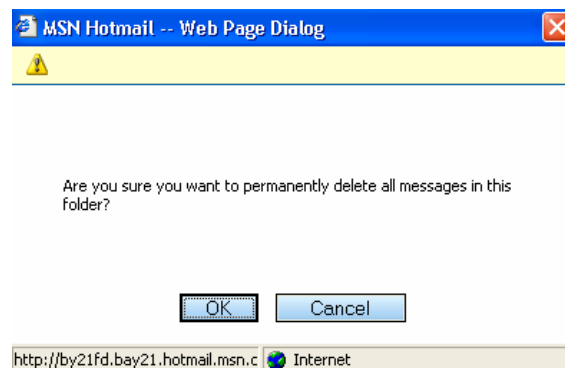 MSN Hotmail -- Web Page Dialog
Are you sure you want to permanently delete all messages in this
folder?
OK Cancel
http://by21fd.bay21.hotmail.msn.c Internet